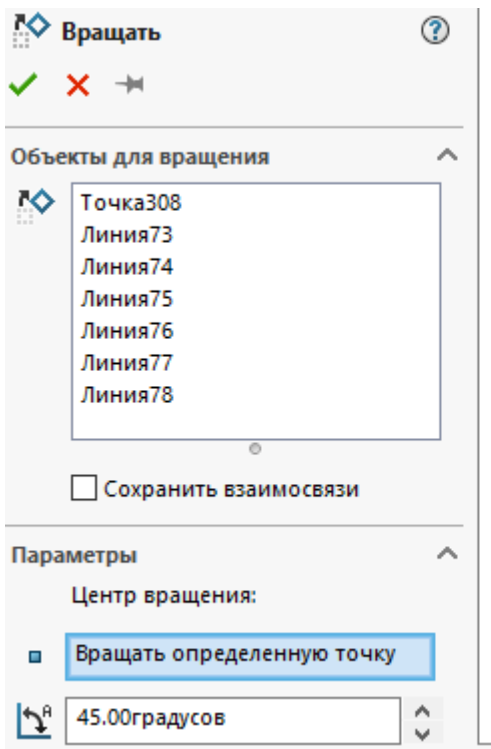 Вращать
Объекты для вращения
Точка308
Линия73
Линия74
Линия75
Линия76
Линия77
Линия78
Сохранить взаимосвязи
Параметры
Центр вращения:
Вращать определенную точку
45.00градусов